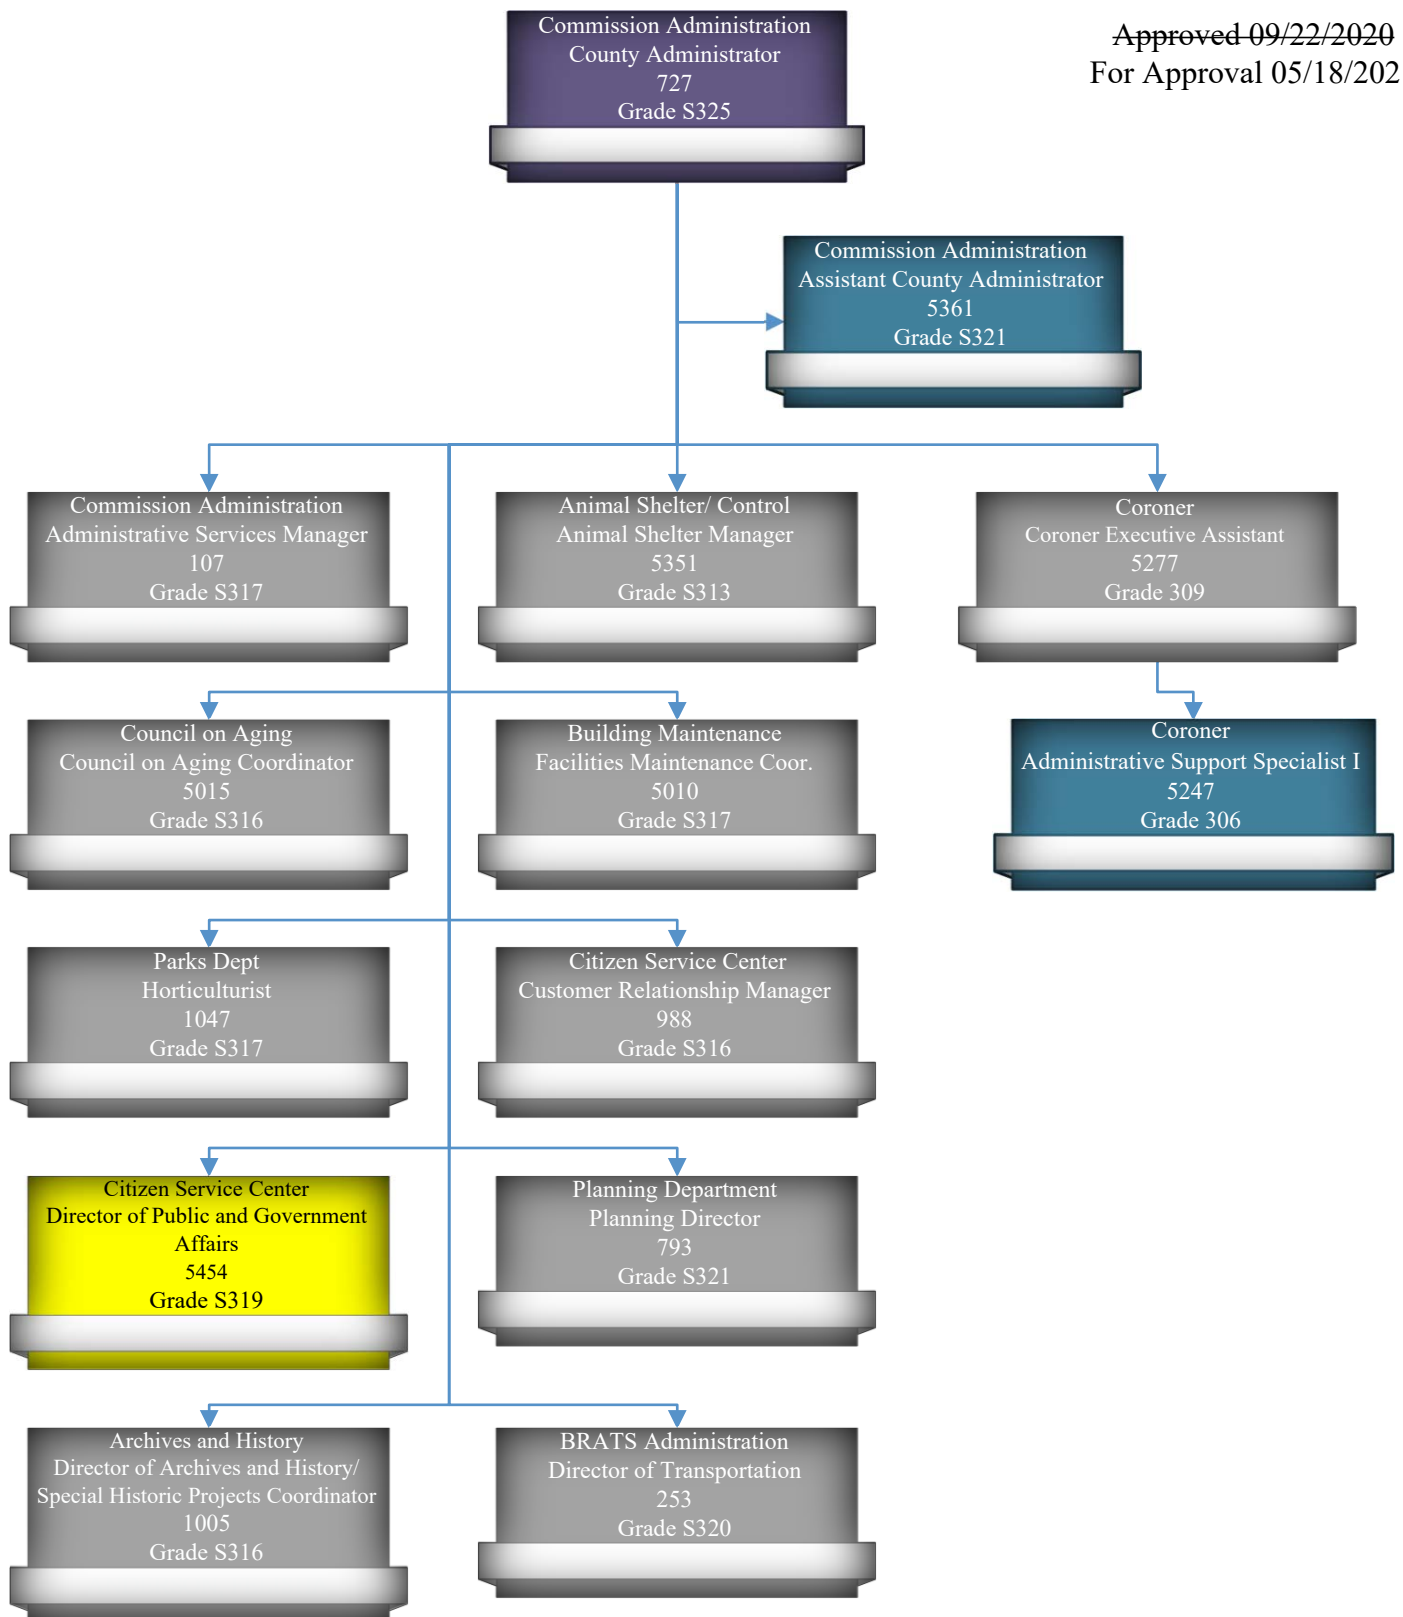 Commission Administration
County Administrator
727
Grade S325
Approved 09/22/2020
For Approval 05/18/202
Commission Administration
Assistant County Administrator
5361
Grade S321
Commission Administration
Administrative Services Manager
107
Grade S317
Animal Shelter/ Control
Animal Shelter Manager
5351
Grade S313
Coroner
Coroner Executive Assistant
5277
Grade 309
Council on Aging
Council on Aging Coordinator
5015
Grade S316
Building Maintenance
Facilities Maintenance Coor.
5010
Grade S317
Coroner
Administrative Support Specialist I
5247
Grade 306
Parks Dept
Horticulturist
1047
Grade S317
Citizen Service Center
Customer Relationship Manager
988
Grade S316
Citizen Service Center
Director of Public and Government
Affairs
5454
Grade S319
Planning Department
Planning Director
793
Grade S321
Archives and History
Director of Archives and History/
Special Historic Projects Coordinator
1005
Grade S316
BRATS Administration
Director of Transportation
253
Grade S320